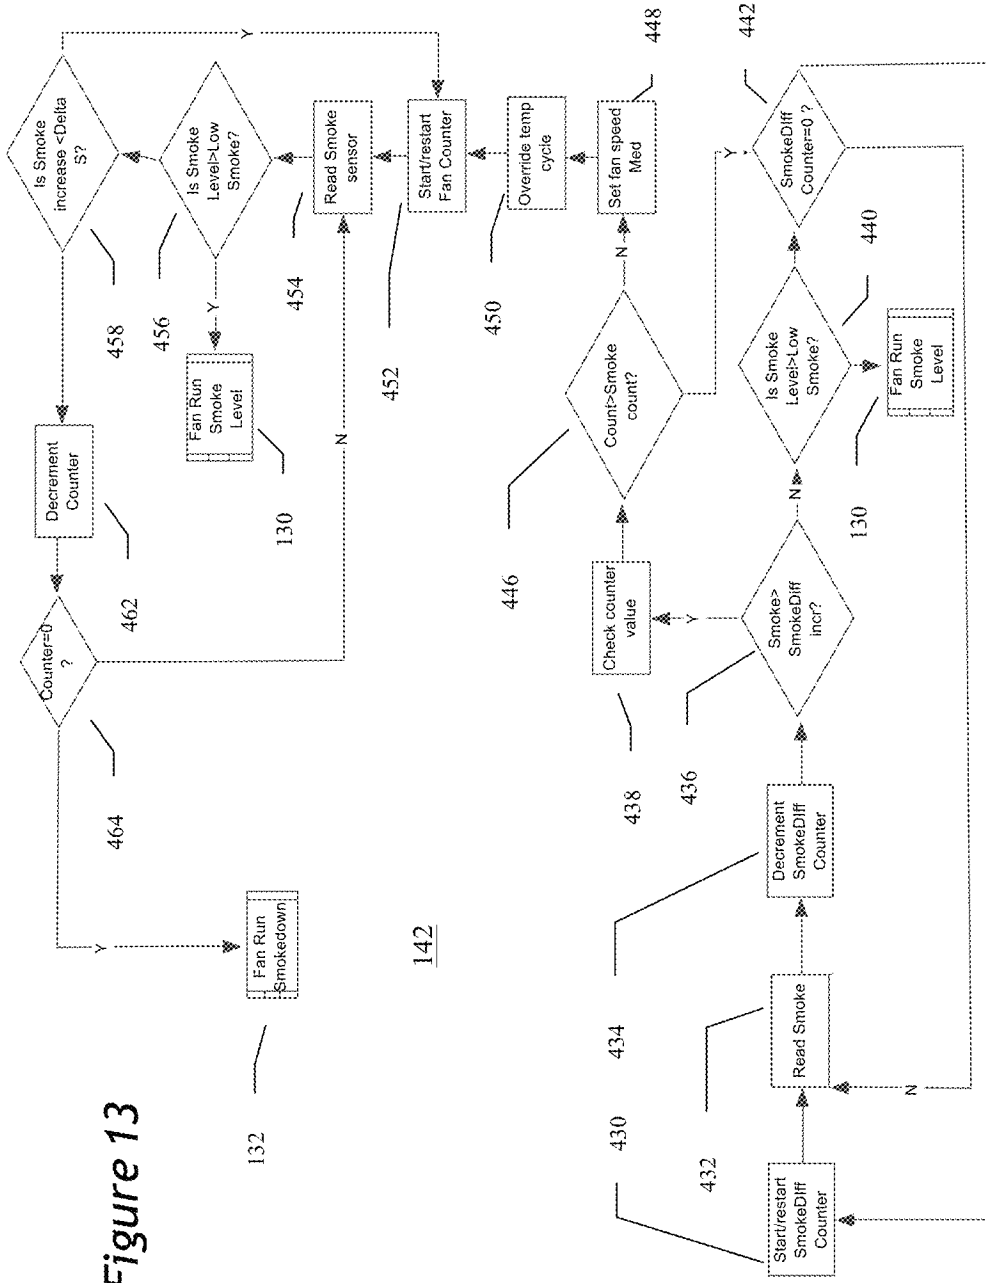 Figure 13
142
Start/restart
SmokeDiff
Counter
430
Read Smoke
432
Decrement
SmokeDiff
Counter
434
Smoke>
SmokeDiff
incr?
436
Y
N
Check counter
value
438
Count>Smoke
count?
446
N
Y
Is Smoke
Level>Low
Smoke?
440
Fan Run
Smoke
Level
130
SmokeDiff
Counter=0 ?
442
N
Set fan speed
Med
448
Override temp
cycle
450
Start/restart
Fan Counter
452
Read Smoke
sensor
454
Is Smoke
Level>Low
Smoke?
456
Y
Fan Run
Smoke
Level
130
Is Smoke
increase <Delta
S?
458
Y
Decrement
Counter
462
Counter=0
?
464
N
Y
Fan Run
Smokedown
132